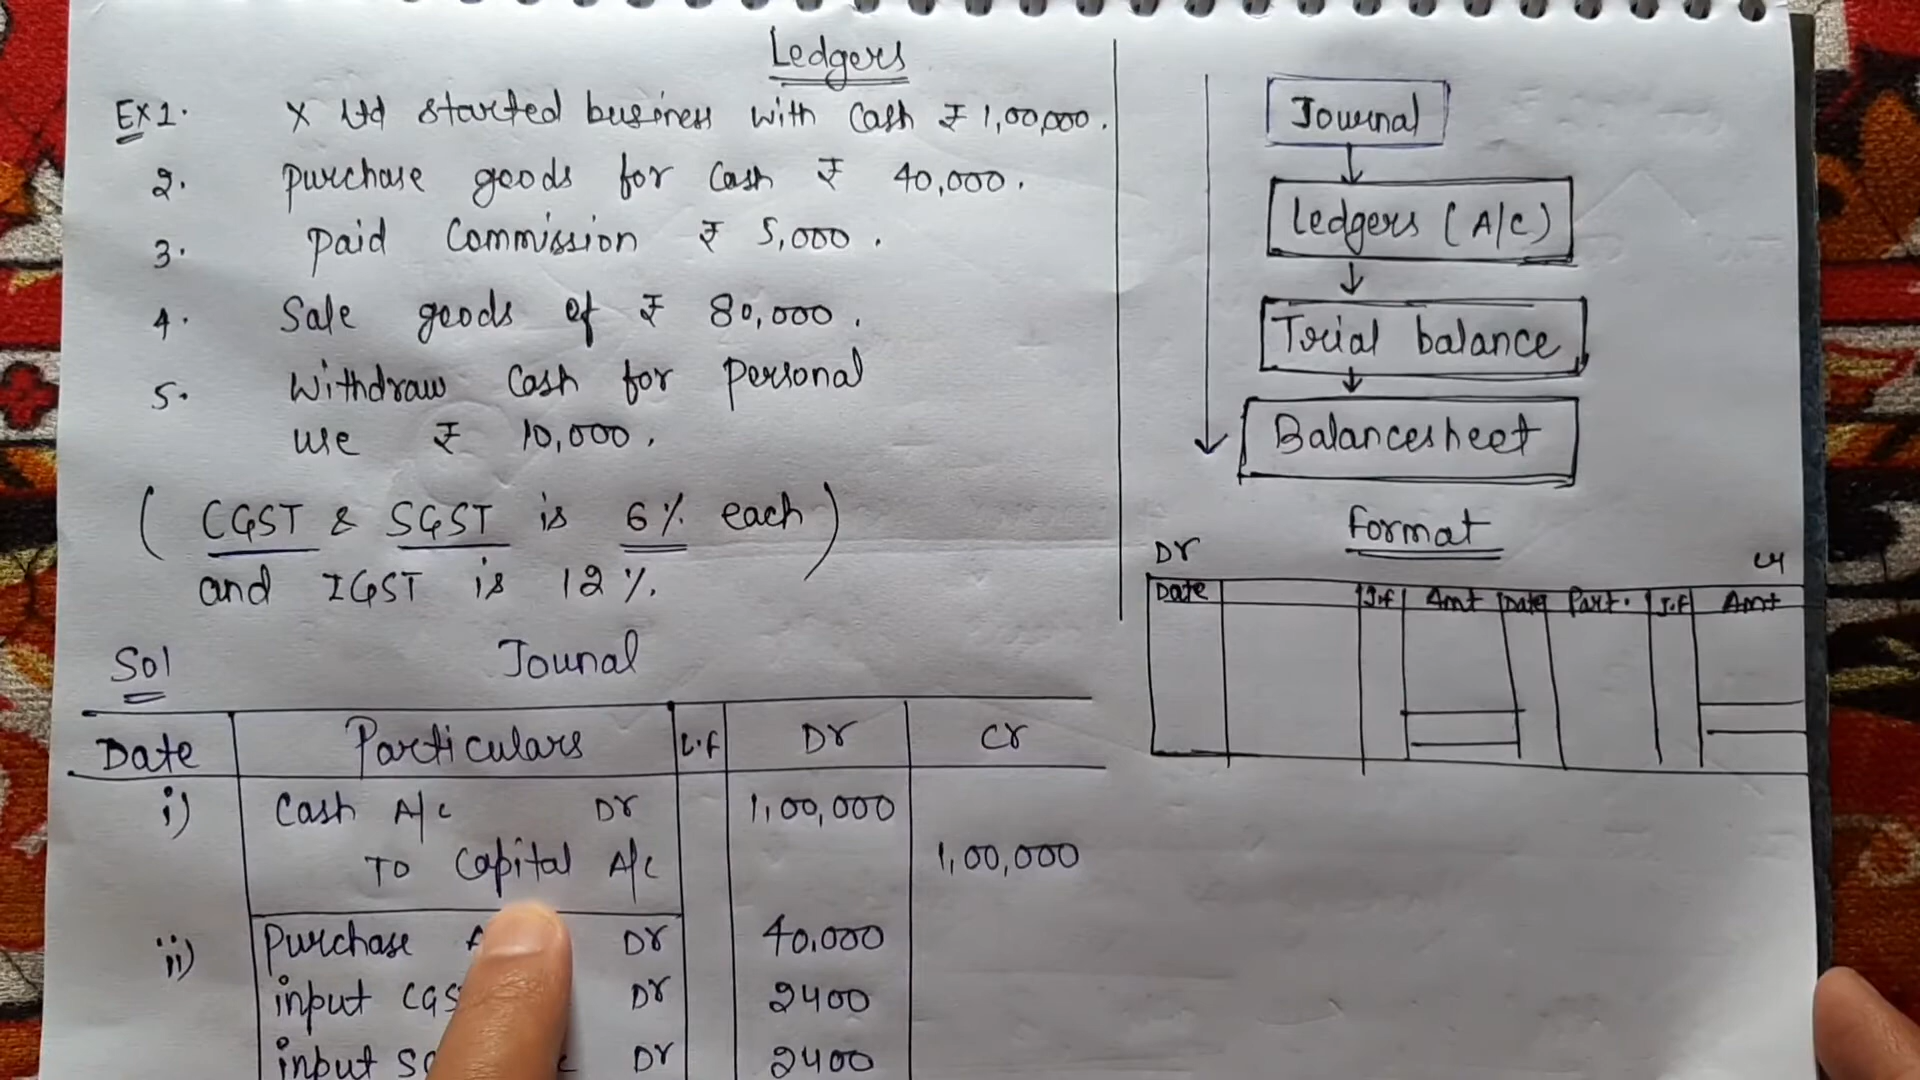 Ledgers
Ex 1. X Ltd started business with cash ₹ 1,00,000.
2. purchase goods for cash ₹ 40,000.
3. paid Commission ₹ 5,000.
4. Sale goods of ₹ 80,000.
5. Withdraw Cash for Personal
use ₹ 10,000.
( CGST & SGST is 6% each )
and IGST is 12%.
Sol Jounal
Date Particulars L.f Dr Cr
i) Cash A/c Dr 1,00,000
TO Capital A/c 1,00,000
ii) purchase Dr 40,000
input Dr 2400
input Dr 2400
Journal
Ledgers (A/C)
Trial balance
Balancesheet
Format
Dr Cr
Date J.f Amt Date Part. J.F Amt